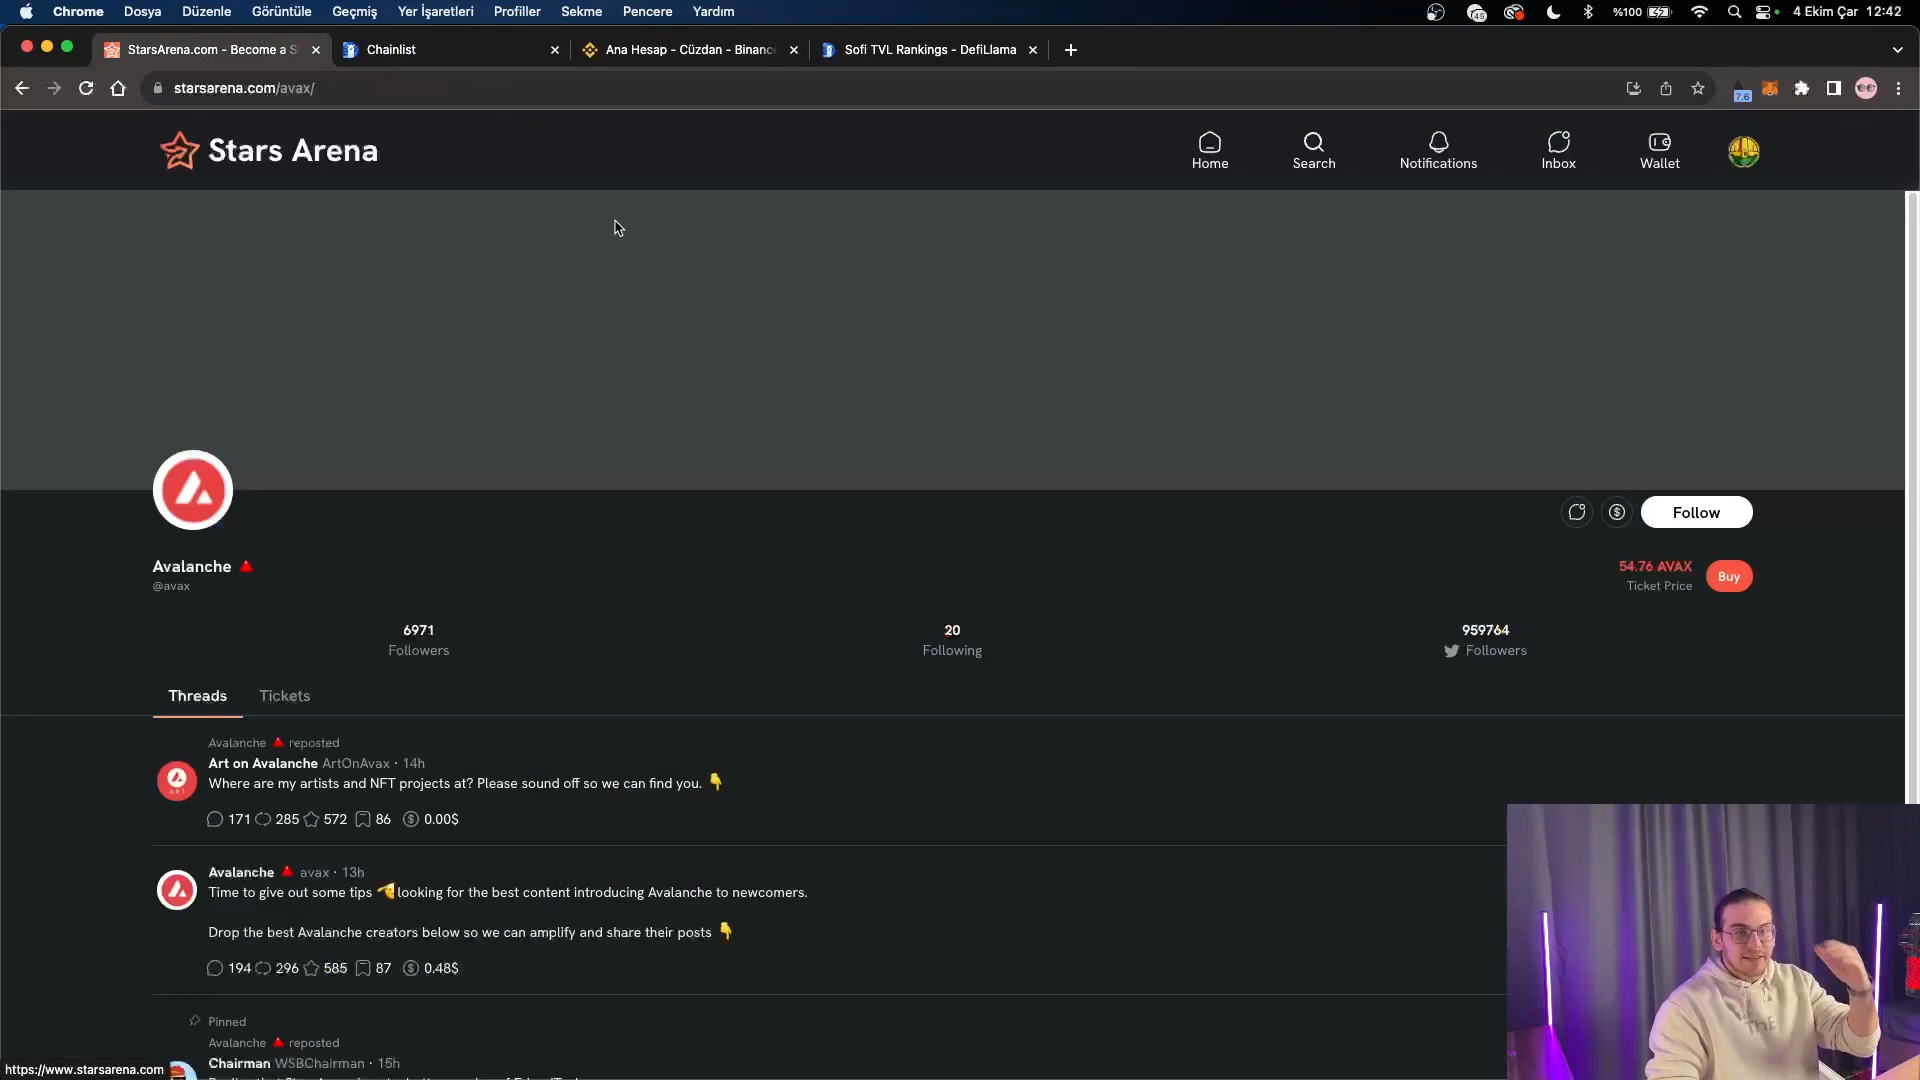 Chrome Dosya Düzenle Görüntüle Geçmiş Yer İşaretleri Profiller Sekme Pencere Yardım 45 %100 4 Ekim Çar 12:42
StarsArena.com - Become a S Chainlist Ana Hesap - Cüzdan - Binance Sofi TVL Rankings - DefiLlama
starsarena.com/avax/ 7.6
Stars Arena
Home Search Notifications Inbox Wallet
Follow
Avalanche 🔺
@avax
54.76 AVAX
Ticket Price
Buy
6971
Followers
20
Following
959764
Followers
Threads Tickets
Avalanche 🔺 reposted
Art on Avalanche ArtOnAvax · 14h
Where are my artists and NFT projects at? Please sound off so we can find you. 👇
171 285 572 86 0.00$
ART
Avalanche 🔺 avax · 13h
Time to give out some tips 🫳looking for the best content introducing Avalanche to newcomers.
Drop the best Avalanche creators below so we can amplify and share their posts 👇
194 296 585 87 0.48$
Pinned
Avalanche 🔺 reposted
Chairman WSBChairman · 15h
https://www.starsarena.com